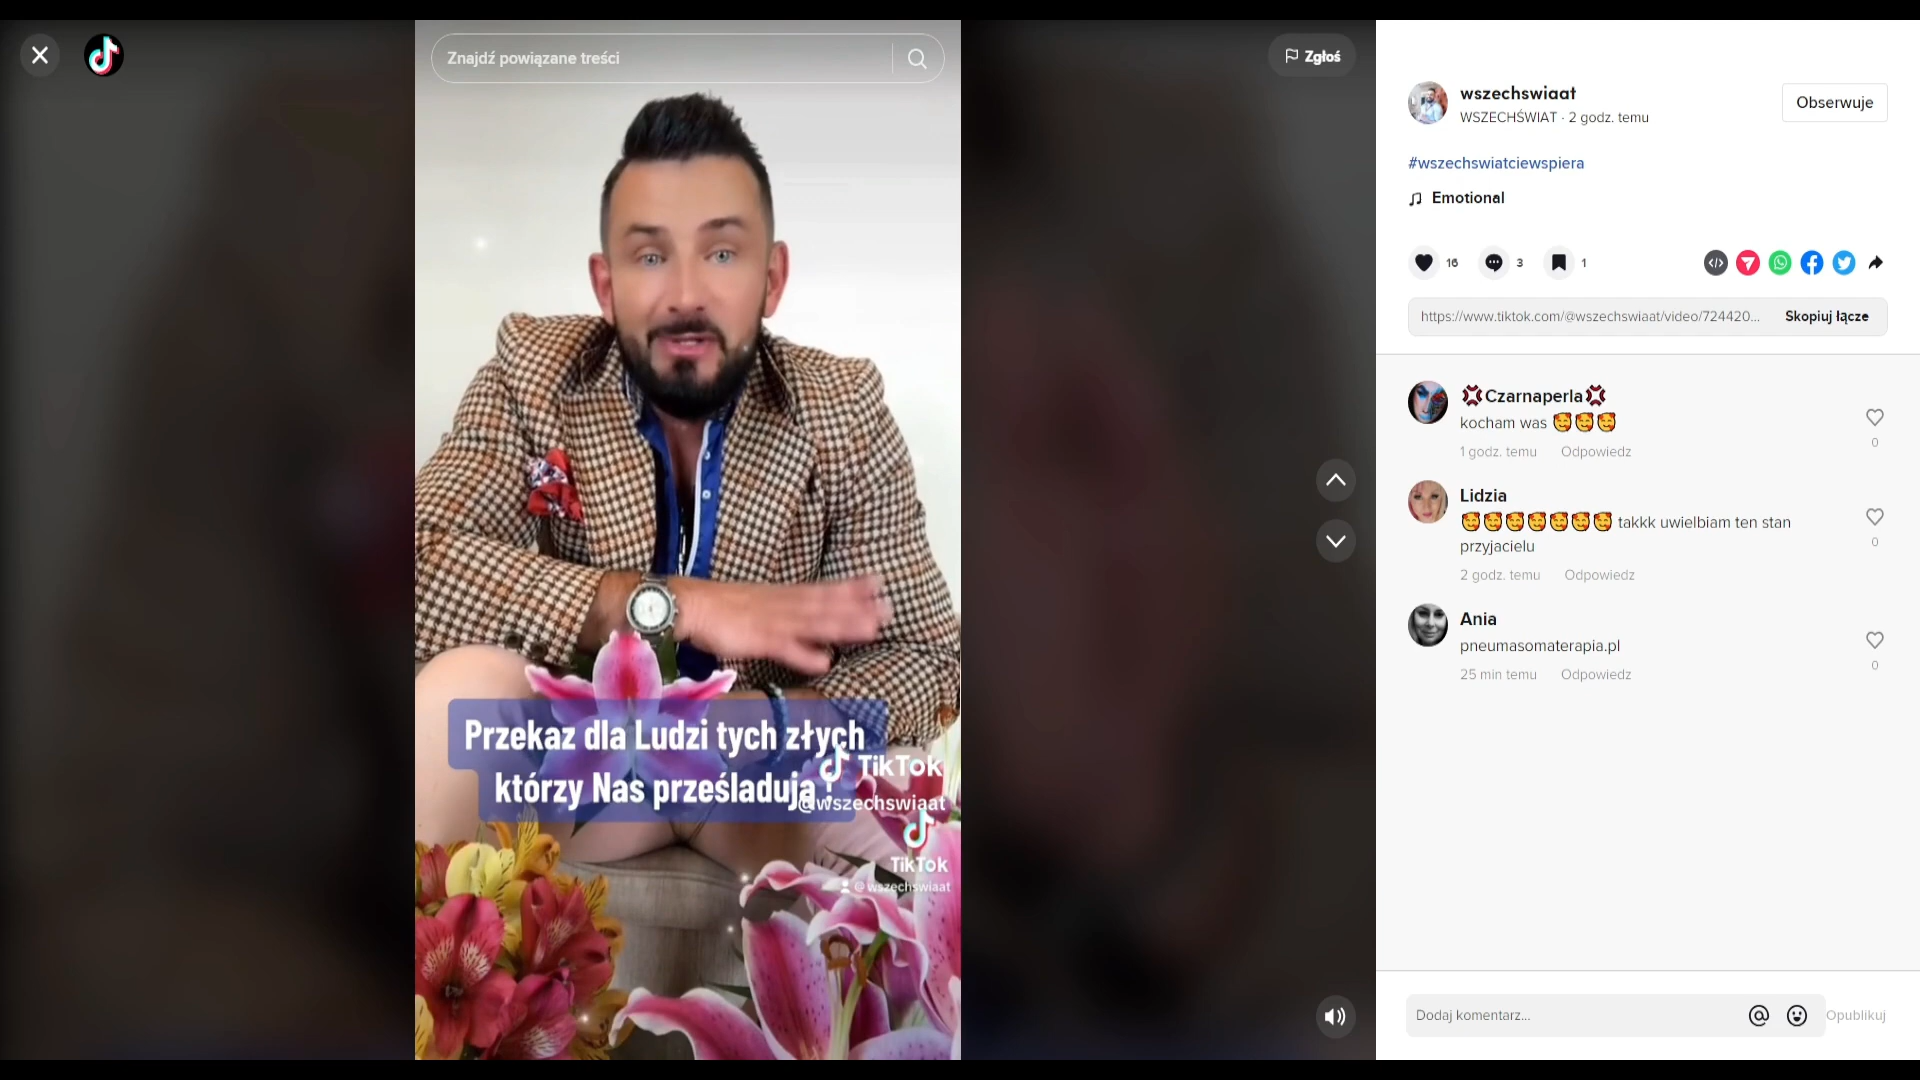 Znajdź powiązane treści
Zgłoś
Przekaz dla Ludzi tych złych
którzy Nas prześladują !
TikTok
@wszechswiaat
TikTok
@wszechswiaat
wszechswiaat
WSZECHŚWIAT · 2 godz. temu
Obserwuje
#wszechswiatciewspiera
Emotional
16
3
1
https://www.tiktok.com/@wszechswiaat/video/724420...
Skopiuj łącze
💢Czarnaperla💢
kocham was 🥰🥰🥰
0
1 godz. temu Odpowiedz
Lidzia
🥰🥰🥰🥰🥰🥰🥰 takkk uwielbiam ten stan
przyjacielu
0
2 godz. temu Odpowiedz
Ania
pneumasomaterapia.pl
0
25 min temu Odpowiedz
Dodaj komentarz...
Opublikuj